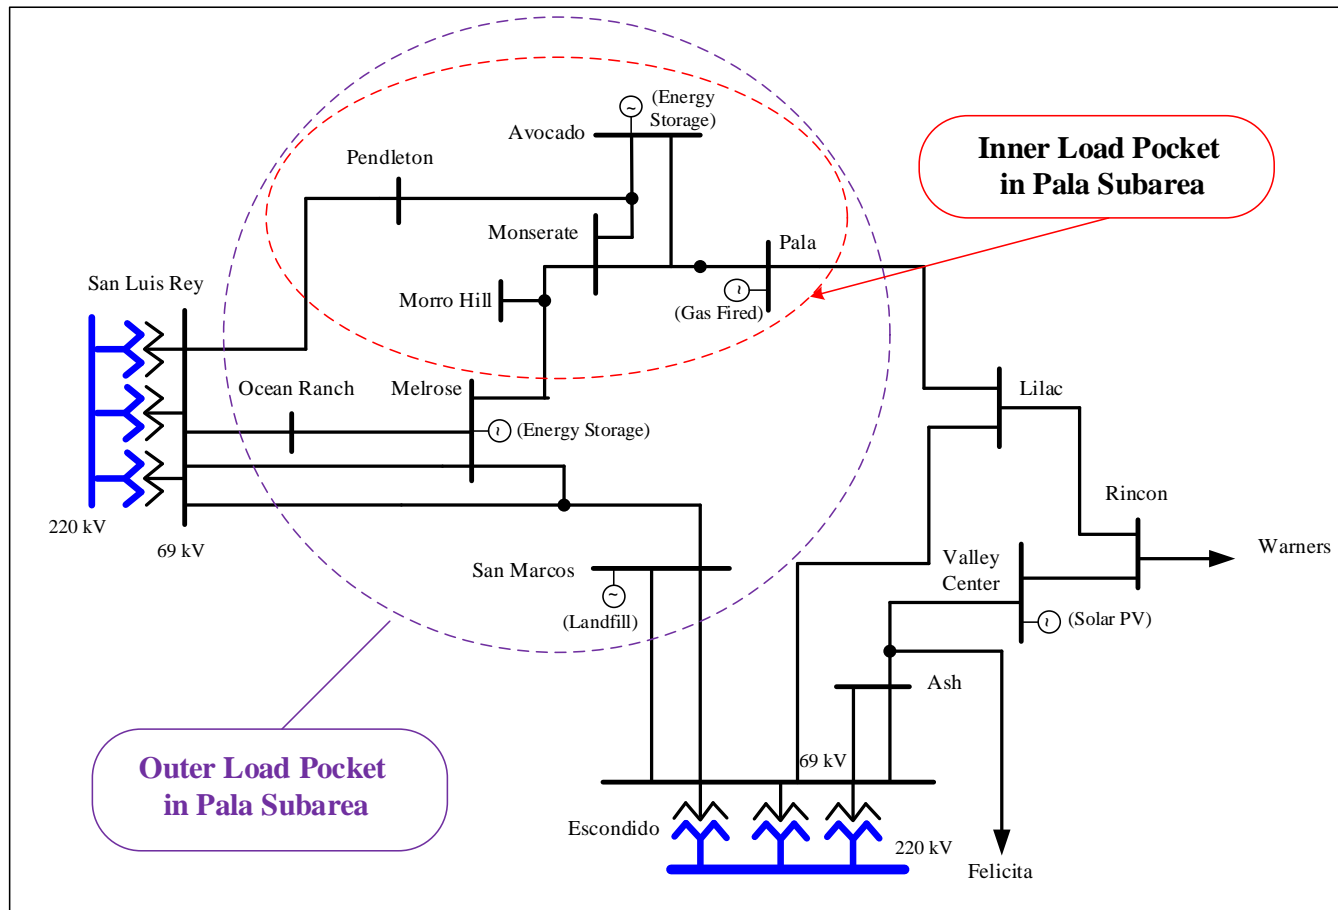 (Energy
Storage)
Avocado
Pendleton
Inner Load Pocket
in Pala Subarea
Monserate
Pala
San Luis Rey
Morro Hill
(Gas Fired)
Ocean Ranch
Melrose
Lilac
(Energy Storage)
Rincon
220 kV
69 kV
Warners
San Marcos
Valley
Center
(Landfill)
(Solar PV)
Ash
Outer Load Pocket
in Pala Subarea
69 kV
Escondido
220 kV
Felicita